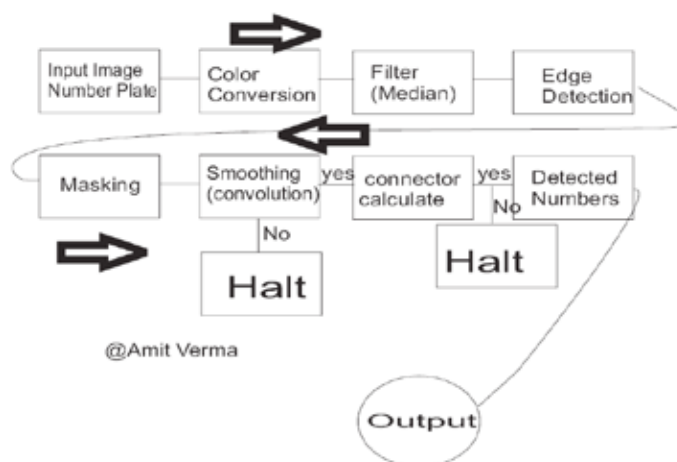 Input Image
Number Plate
Color
Conversion
Filter
(Median)
Edge
Detection
Masking
Smoothing
(convolution)
yes
connector
calculate
yes
Detected
Numbers
No
Halt
No
Halt
@Amit Verma
Output